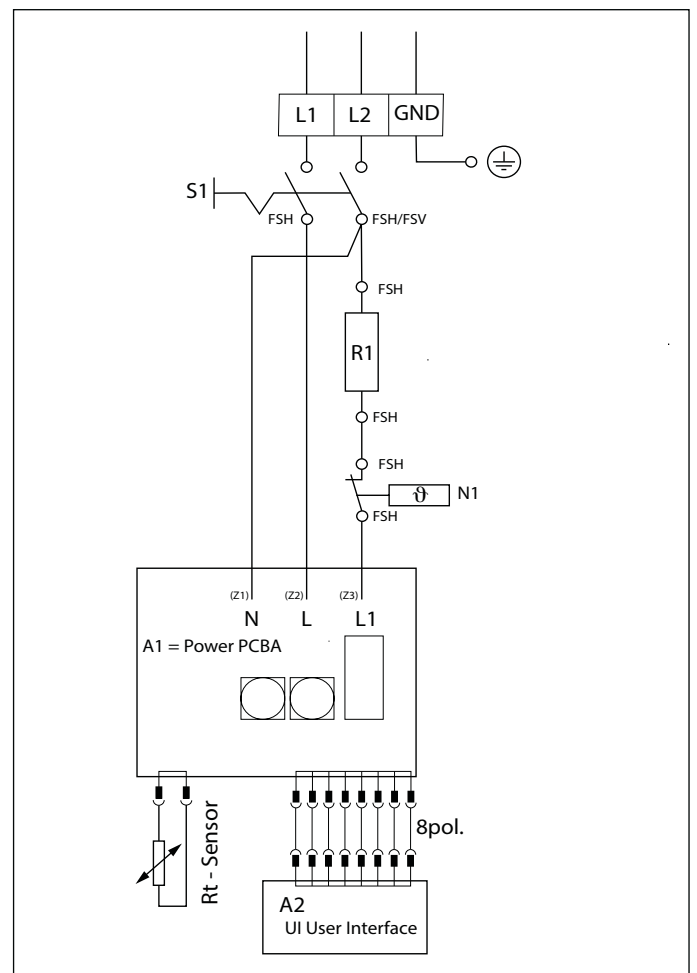 L1 L2 GND
S1
FSH FSH/FSV
FSH
R1
FSH
FSH
ϑ N1
FSH
(Z1) (Z2) (Z3)
N L L1
A1 = Power PCBA
Rt - Sensor
8pol.
A2
UI User Interface